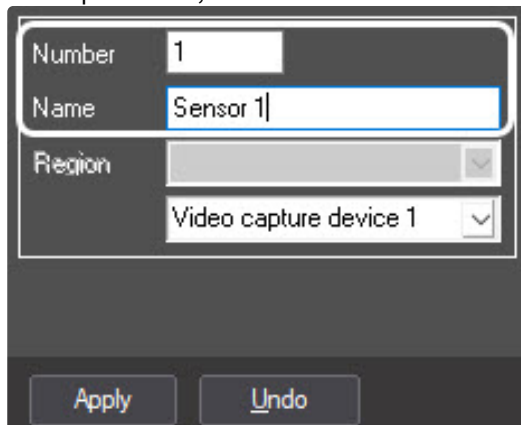 Number 1
Name Sensor 1
Region
Video capture device 1
Apply Undo